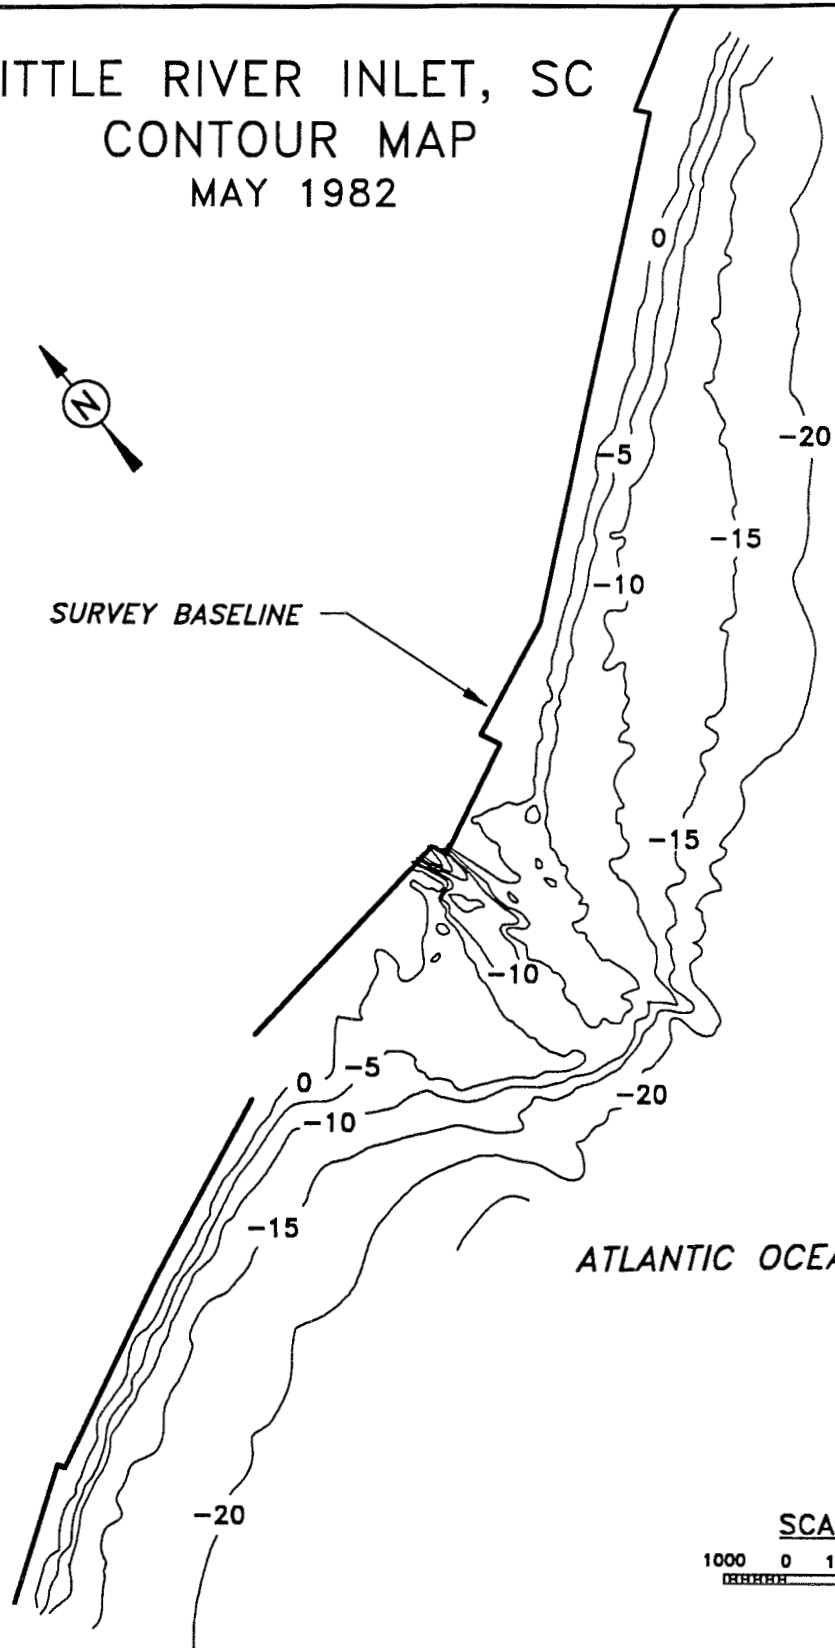 ITTLE RIVER INLET, SC
CONTOUR MAP
MAY 1982
0
N
-20
-5
-15
-10
SURVEY BASELINE
-15
-10
-5
0
-20
-10
-15
ATLANTIC OCEA
-20
SCA
1000 0 1